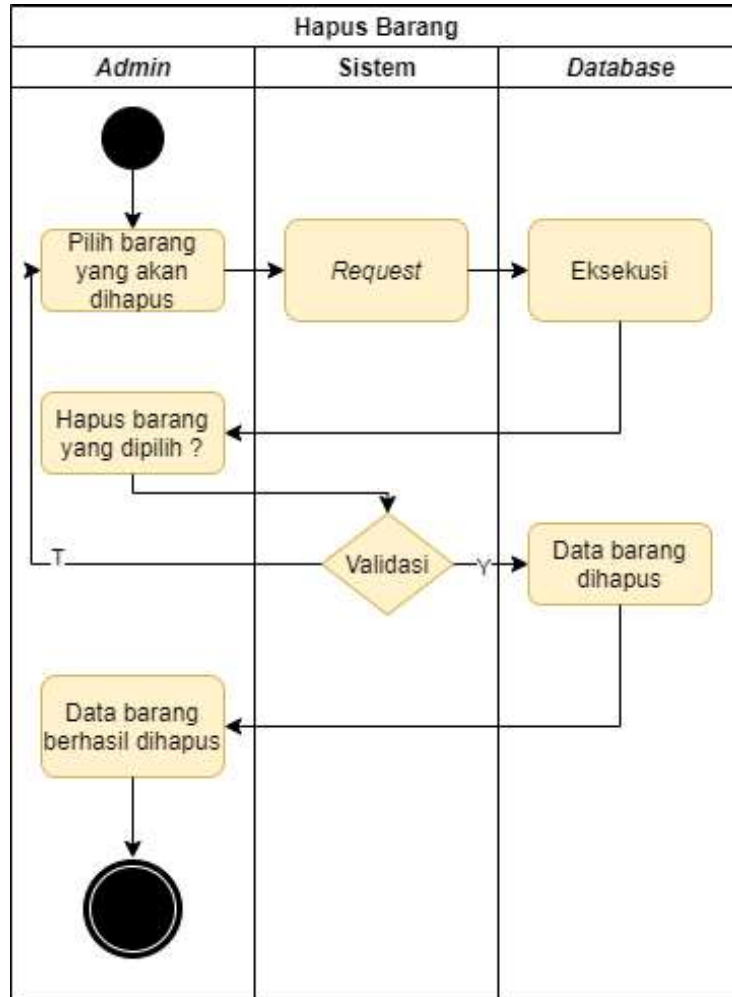 Hapus Barang
Admin
Sistem
Database
Pilih barang
yang akan
dihapus
Request
Eksekusi
Hapus barang
yang dipilih ?
T
Validasi
Y
Data barang
dihapus
Data barang
berhasil dihapus